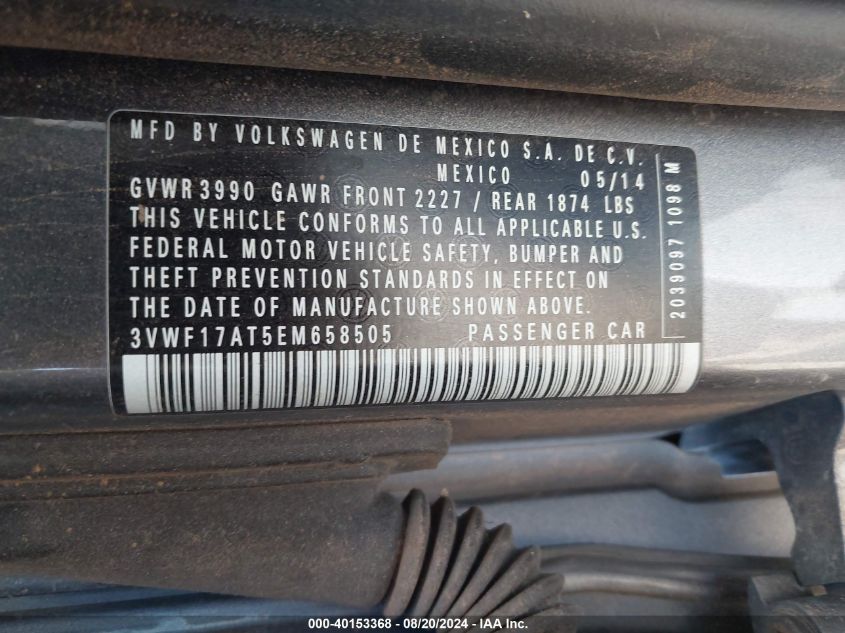 MFD BY VOLKSWAGEN DE MEXICO S.A. DE C.V.
MEXICO 05/14
GVWR 3990 GAWR FRONT 2227 / REAR 1874 LBS
THIS VEHICLE CONFORMS TO ALL APPLICABLE U.S.
FEDERAL MOTOR VEHICLE SAFETY, BUMPER AND
THEFT PREVENTION STANDARDS IN EFFECT ON
THE DATE OF MANUFACTURE SHOWN ABOVE.
3VWF17AT5EM658505 PASSENGER CAR
2039097 1098 M
000-40153368 - 08/20/2024 - IAA Inc.